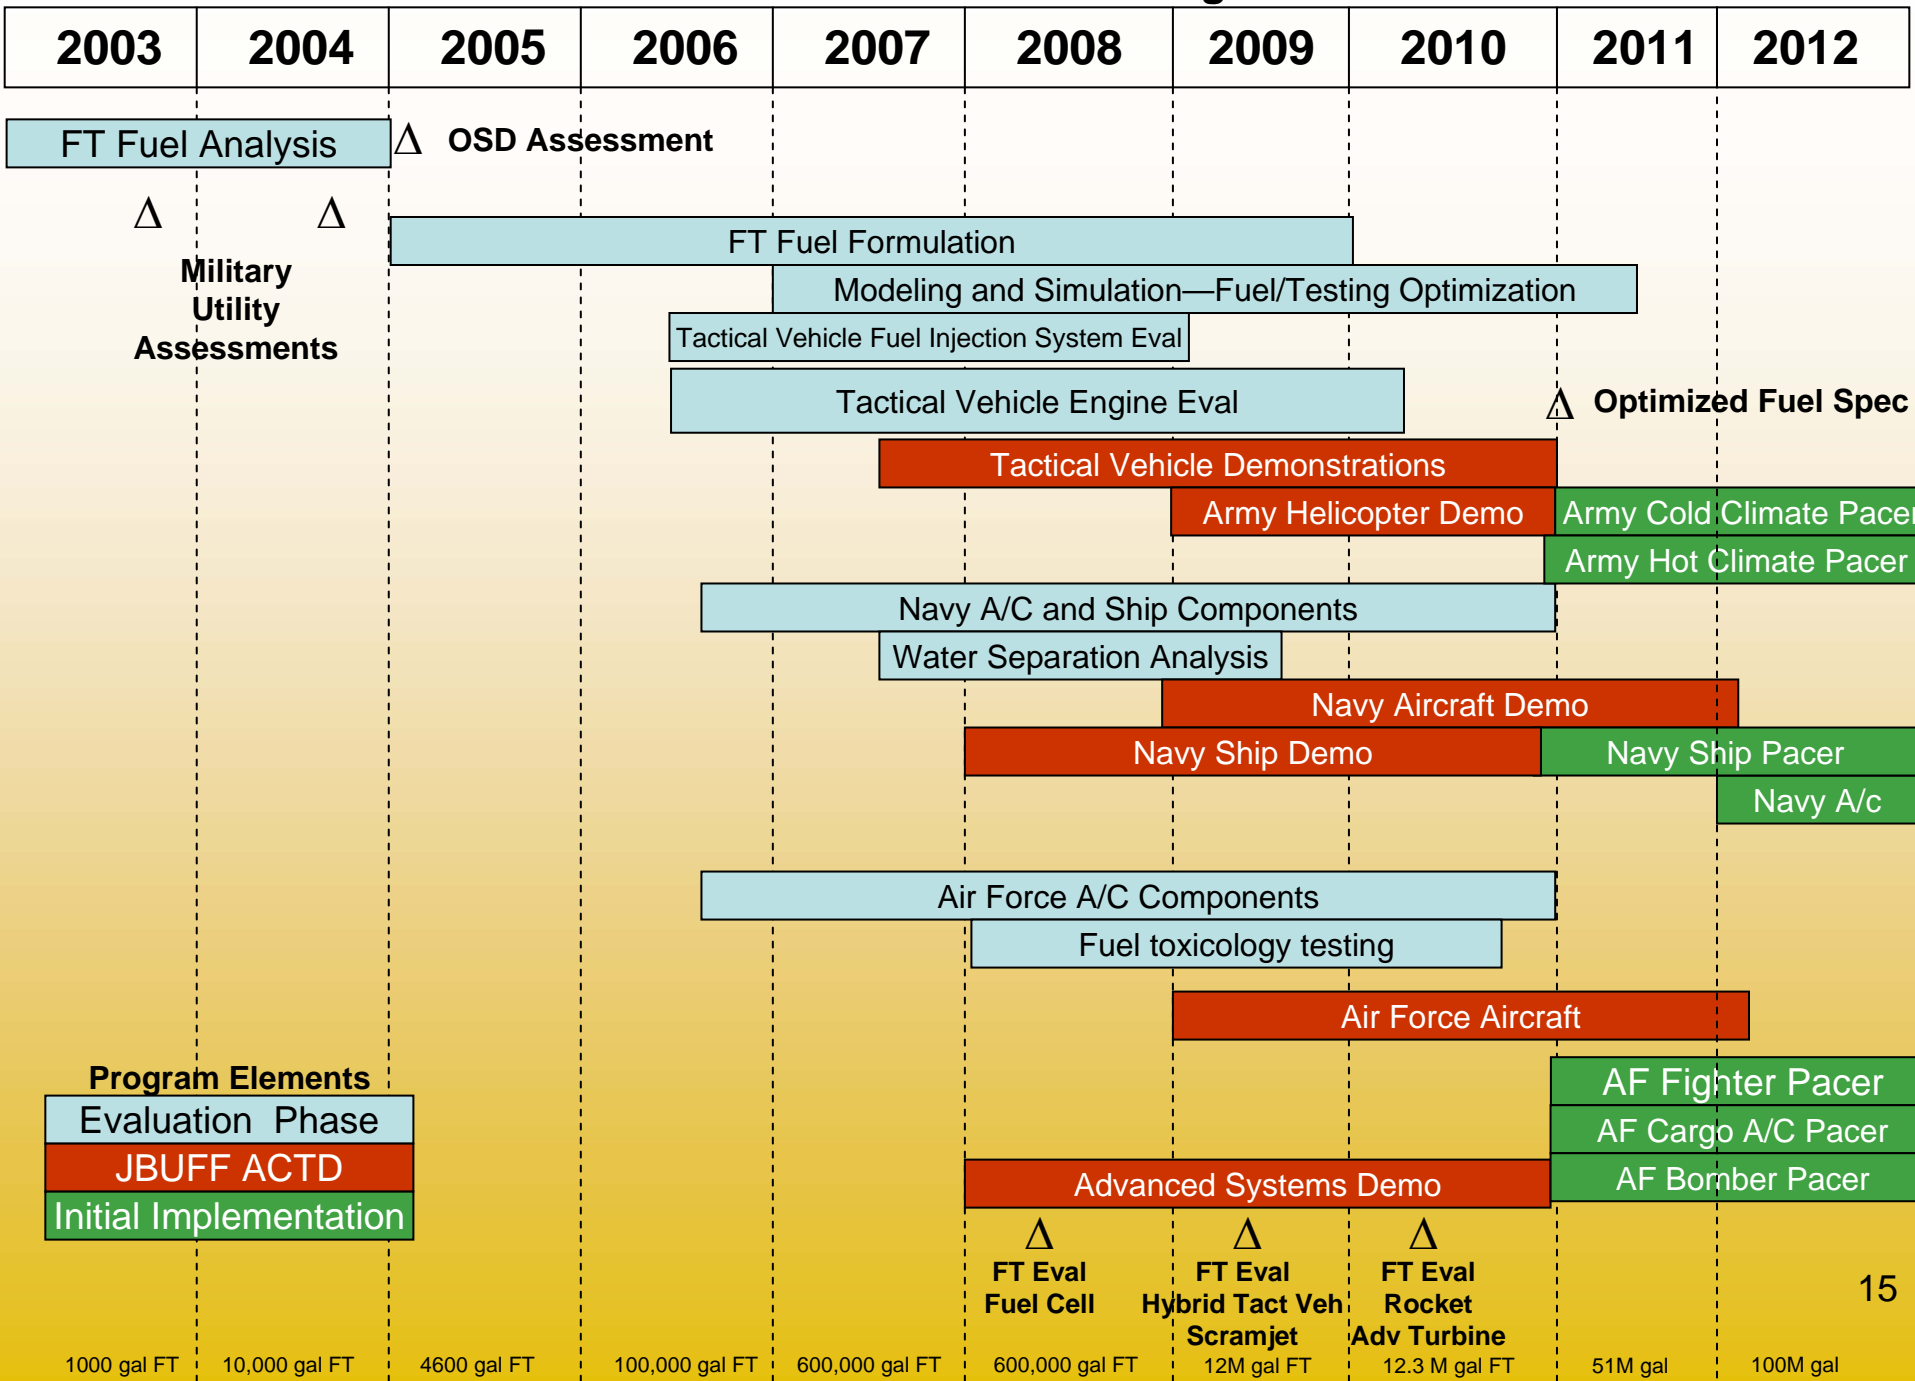 2003 2004 2005 2006 2007 2008 2009 2010 2011 2012
FT Fuel Analysis
Δ OSD Assessment
Δ Δ
Military
Utility
Assessments
FT Fuel Formulation
Modeling and Simulation—Fuel/Testing Optimization
Tactical Vehicle Fuel Injection System Eval
Tactical Vehicle Engine Eval
Δ Optimized Fuel Spec
Tactical Vehicle Demonstrations
Army Helicopter Demo Army Cold Climate Pacer
Army Hot Climate Pacer
Navy A/C and Ship Components
Water Separation Analysis
Navy Aircraft Demo
Navy Ship Demo Navy Ship Pacer
Navy A/c
Air Force A/C Components
Fuel toxicology testing
Air Force Aircraft
Program Elements
Evaluation Phase
JBUFF ACTD
Initial Implementation
AF Fighter Pacer
AF Cargo A/C Pacer
Advanced Systems Demo AF Bomber Pacer
Δ Δ Δ
FT Eval
Fuel Cell
FT Eval
Hybrid Tact Veh
Scramjet
FT Eval
Rocket
Adv Turbine
15
1000 gal FT 10,000 gal FT 4600 gal FT 100,000 gal FT 600,000 gal FT 600,000 gal FT 12M gal FT 12.3 M gal FT 51M gal 100M gal